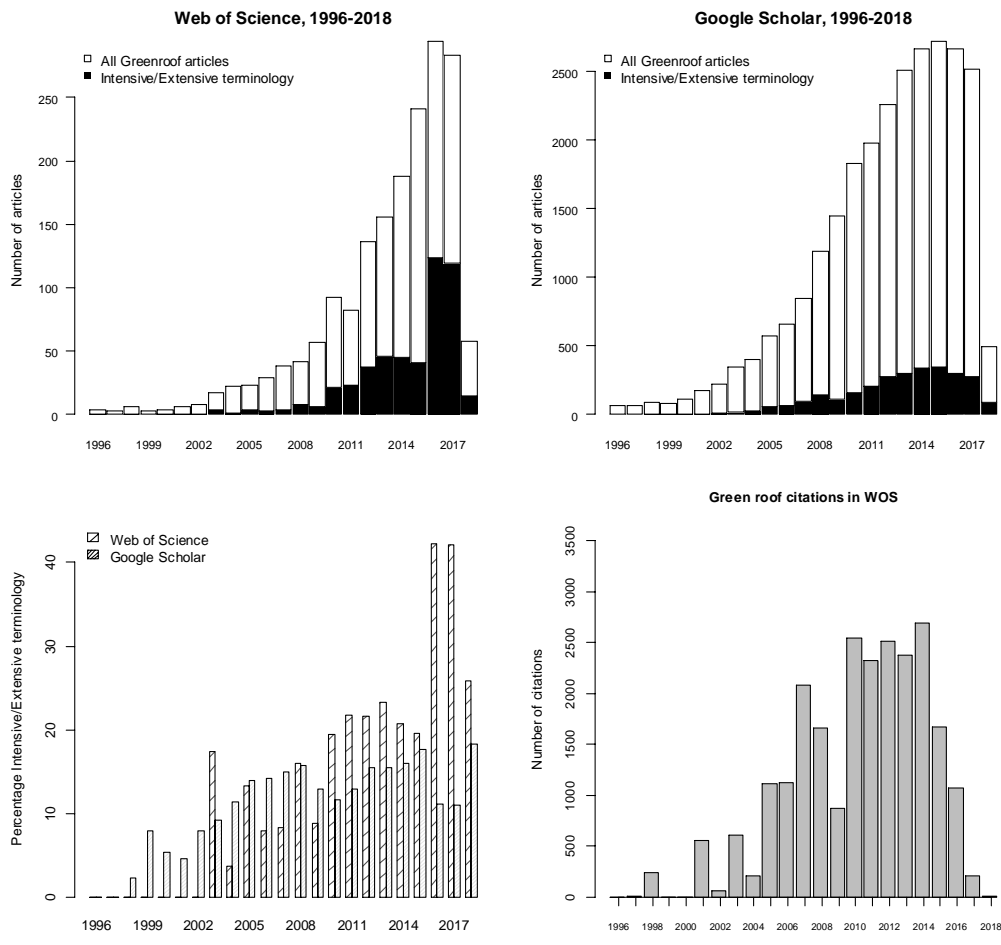 Web of Science, 1996-2018
All Greenroof articles
Intensive/Extensive terminology
Number of articles
250
200
150
100
50
0
1996 1999 2002 2005 2008 2011 2014 2017
Google Scholar, 1996-2018
All Greenroof articles
Intensive/Extensive terminology
Number of articles
2500
2000
1500
1000
500
0
1996 1999 2002 2005 2008 2011 2014 2017
Web of Science
Google Scholar
Percentage Intensive/Extensive terminology
40
30
20
10
0
1996 1999 2002 2005 2008 2011 2014 2017
Green roof citations in WOS
Number of citations
3500
3000
2500
2000
1500
1000
500
0
1996 1998 2000 2002 2004 2006 2008 2010 2012 2014 2016 2018